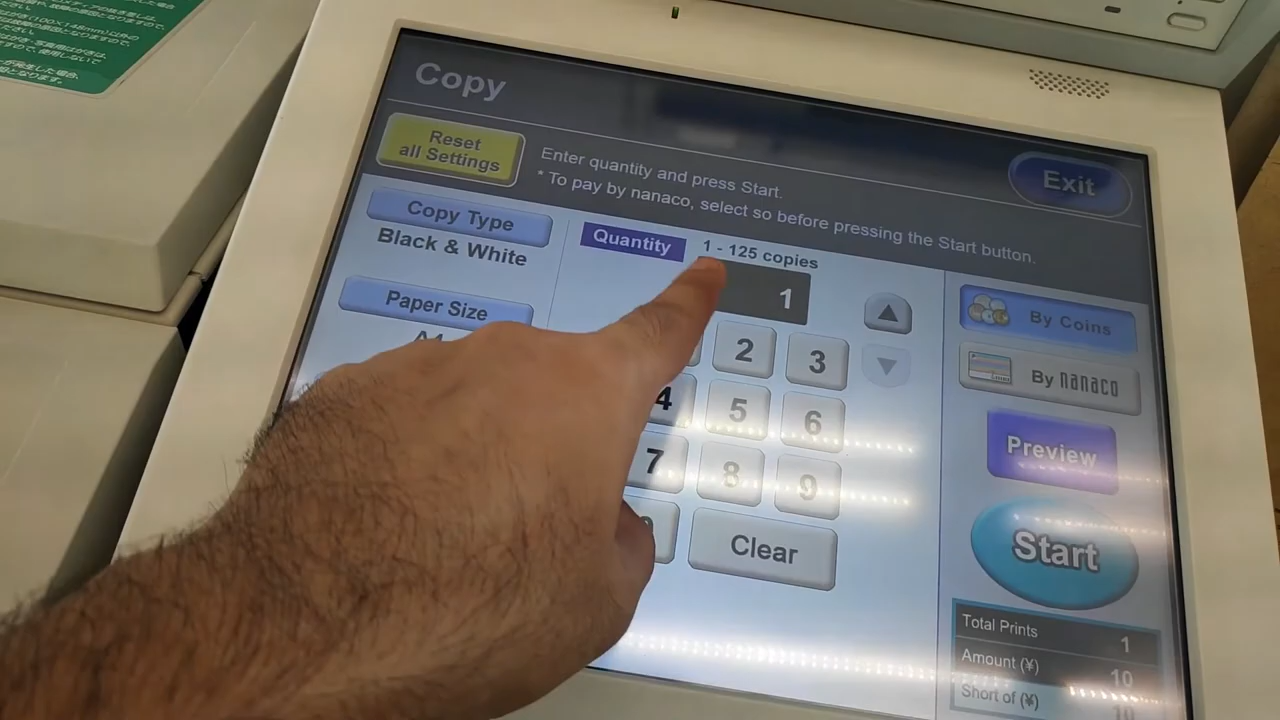 Copy
Reset
all Settings
Enter quantity and press Start.
* To pay by nanaco, select so before pressing the Start button.
Exit
Copy Type
Black & White
Paper Size
A4
Quantity
1 - 125 copies
1
2
3
4
5
6
7
8
9
Clear
By Coins
By nanaco
Preview
Start
Total Prints 1
Amount (¥) 10
Short of (¥) 10